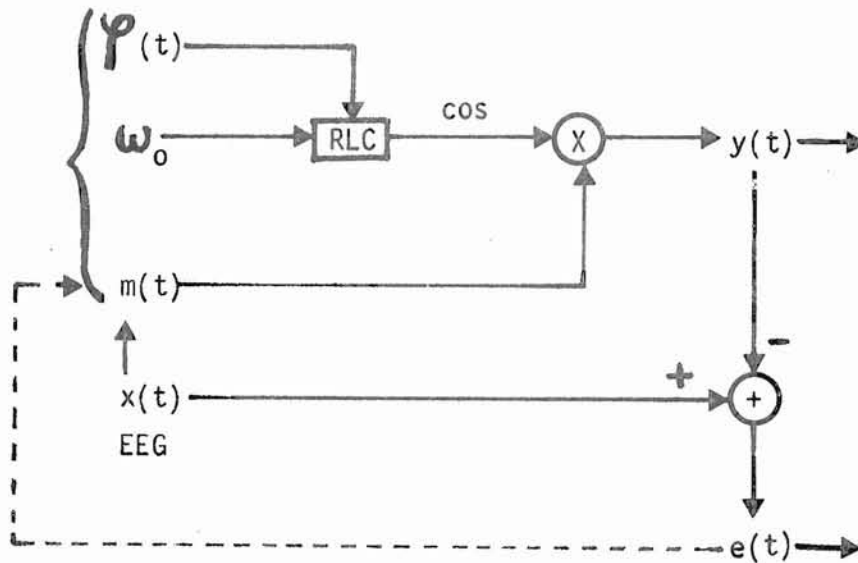 φ(t)
ω₀ RLC cos X y(t)
m(t)
−
x(t) + +
EEG
e(t)